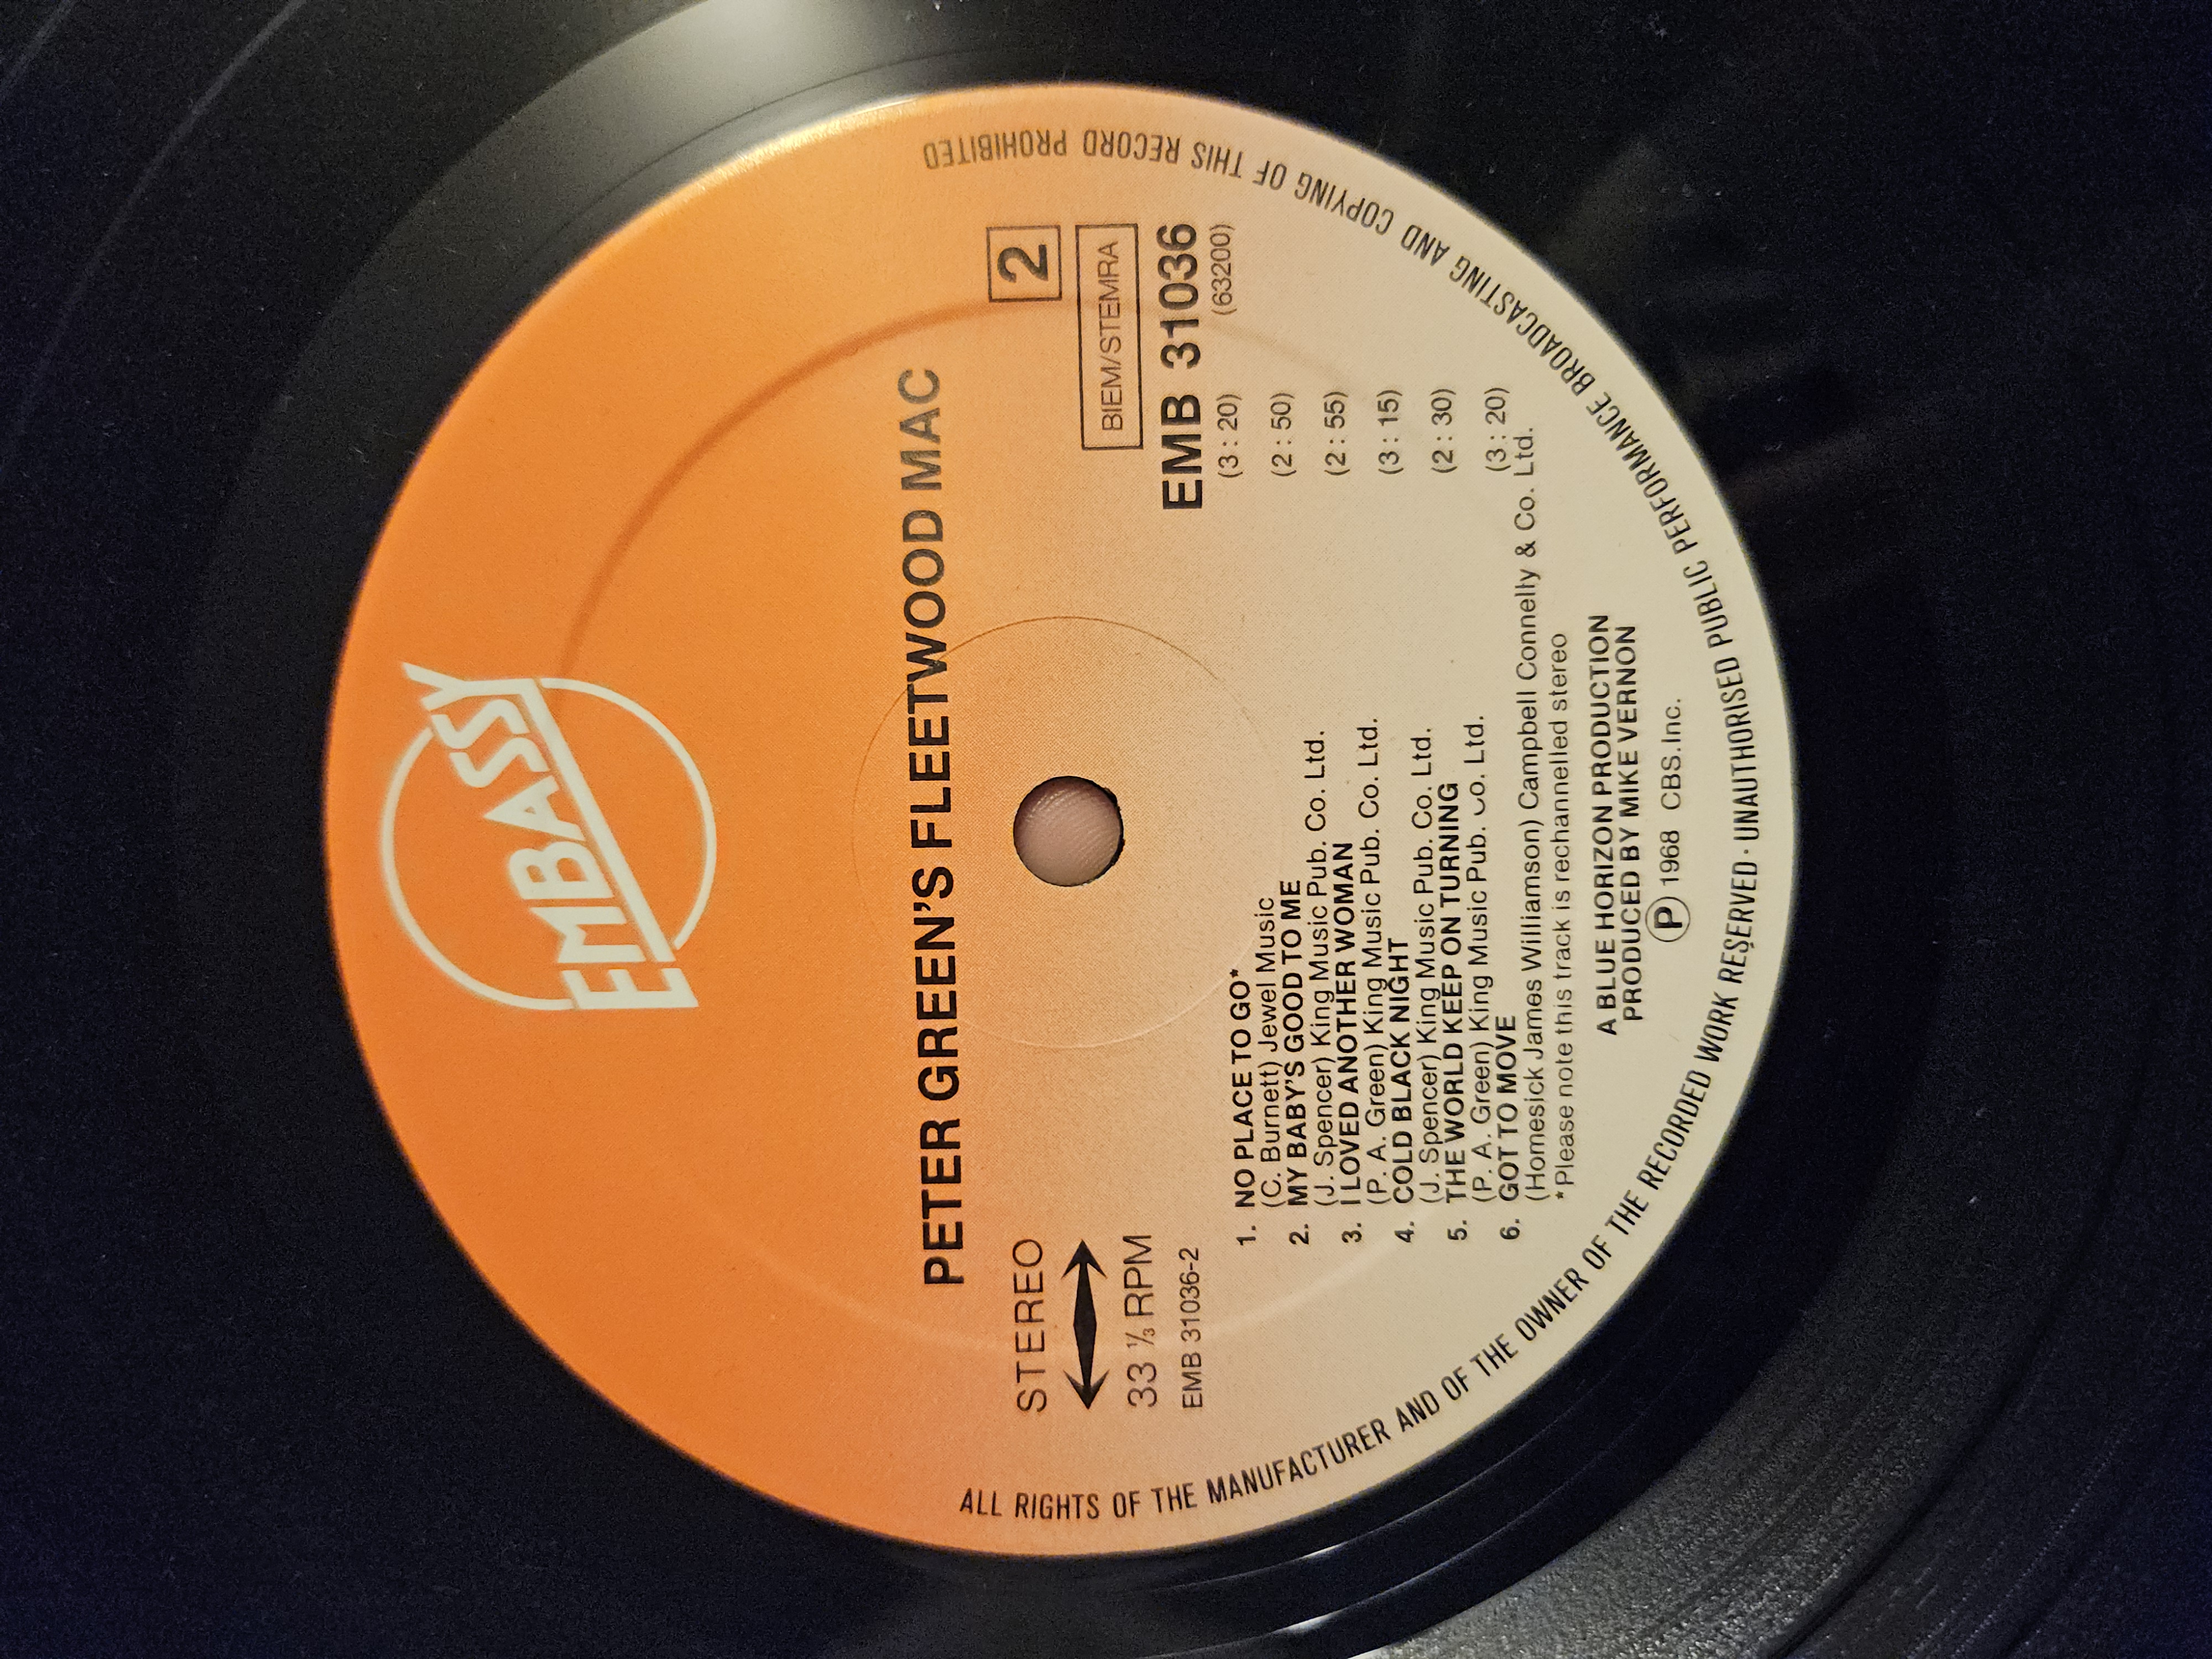 EMBASSY
PETER GREEN'S FLEETWOOD MAC
STEREO
33 ⅓ RPM
EMB 31036-2
2
BIEM/STEMRA
EMB 31036
(63200)
1. NO PLACE TO GO* (3 : 20)
(C. Burnett) Jewel Music
2. MY BABY'S GOOD TO ME (2 : 50)
(J. Spencer) King Music Pub. Co. Ltd.
3. I LOVED ANOTHER WOMAN (2 : 55)
(P. A. Green) King Music Pub. Co. Ltd.
4. COLD BLACK NIGHT (3 : 15)
(J. Spencer) King Music Pub. Co. Ltd.
5. THE WORLD KEEP ON TURNING (2 : 30)
(P. A. Green) King Music Pub. Co. Ltd.
6. GOT TO MOVE (3 : 20)
(Homesick James Williamson) Campbell Connelly & Co. Ltd.
*Please note this track is rechannelled stereo
A BLUE HORIZON PRODUCTION
PRODUCED BY MIKE VERNON
Ⓟ 1968 CBS.Inc.
ALL RIGHTS OF THE MANUFACTURER AND OF THE OWNER OF THE RECORDED WORK RESERVED · UNAUTHORISED PUBLIC PERFORMANCE BROADCASTING AND COPYING OF THIS RECORD PROHIBITED